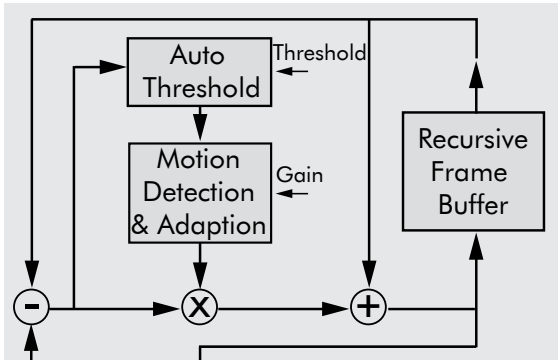 Auto
Threshold
Threshold
Motion
Detection
& Adaption
Gain
Recursive
Frame
Buffer
-
X
+